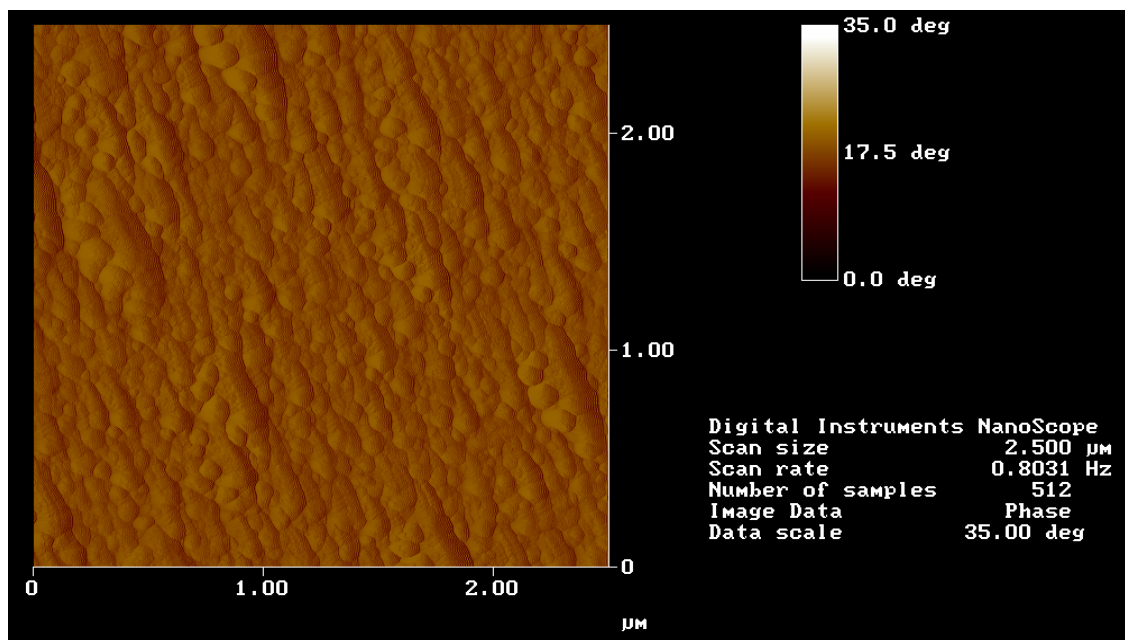 35.0 deg
17.5 deg
0.0 deg
2.00
1.00
0
0
1.00
2.00
μM
Digital Instruments NanoScope
Scan size 2.500 μM
Scan rate 0.8031 Hz
Number of samples 512
Image Data Phase
Data scale 35.00 deg